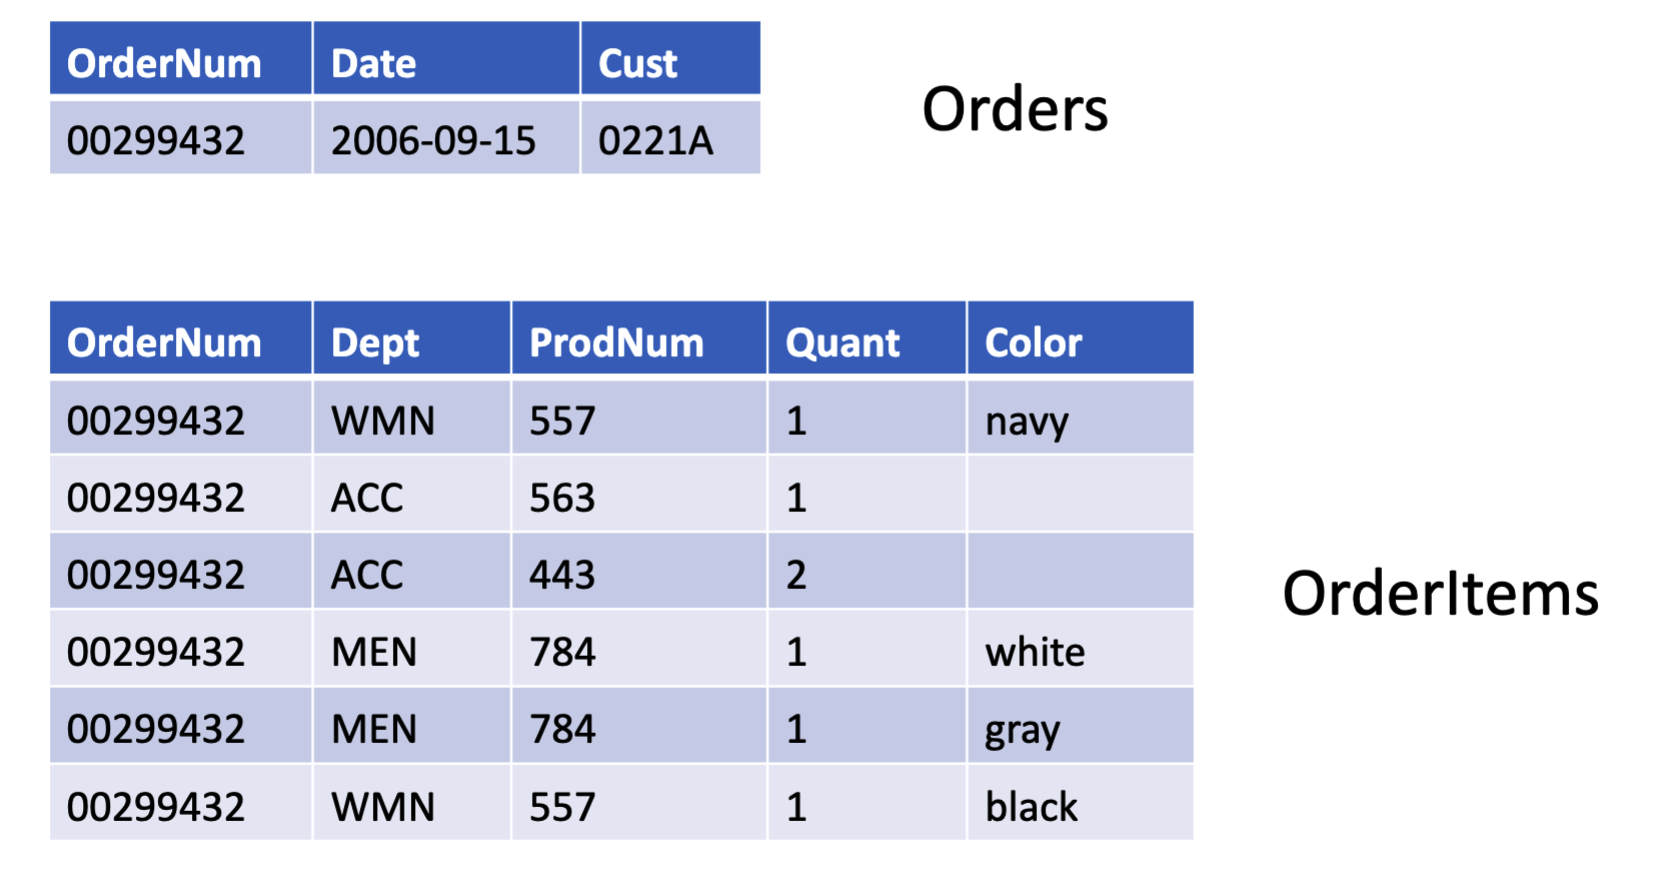 OrderNum Date Cust
00299432 2006-09-15 0221A
Orders
OrderNum Dept ProdNum Quant Color
00299432 WMN 557 1 navy
00299432 ACC 563 1
00299432 ACC 443 2
OrderItems
00299432 MEN 784 1 white
00299432 MEN 784 1 gray
00299432 WMN 557 1 black